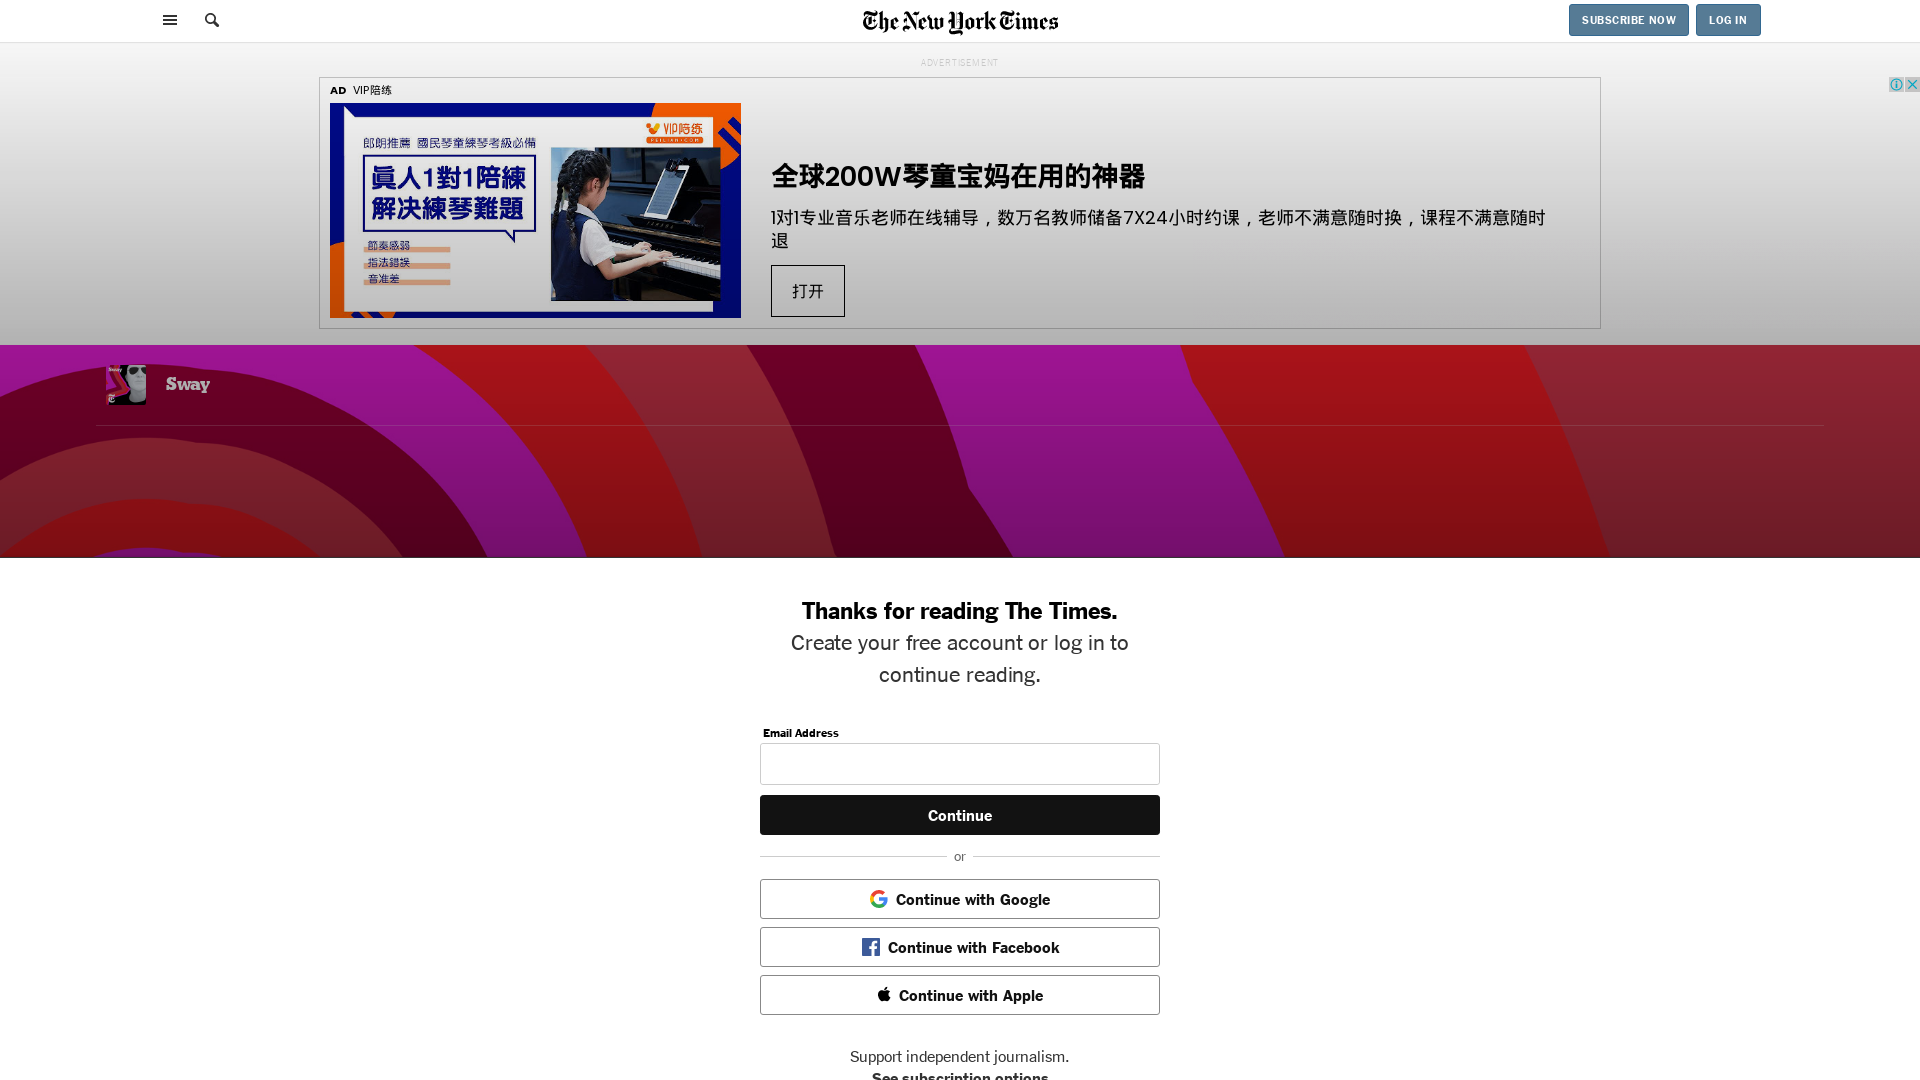 The New York Times
SUBSCRIBE NOW
LOG IN
ADVERTISEMENT
AD VIP陪练
VIP陪练
PEILIAN.COM
郎朗推薦 國民琴童練琴考級必備
眞人1對1陪練
解决練琴難題
節奏感弱
指法錯誤
音准差
全球200W琴童宝妈在用的神器
1对1专业音乐老师在线辅导，数万名教师储备7X24小时约课，老师不满意随时换，课程不满意随时
退
打开
Sway
Sway
Thanks for reading The Times.
Create your free account or log in to
continue reading.
Email Address
Continue
or
Continue with Google
Continue with Facebook
Continue with Apple
Support independent journalism.
See subscription options